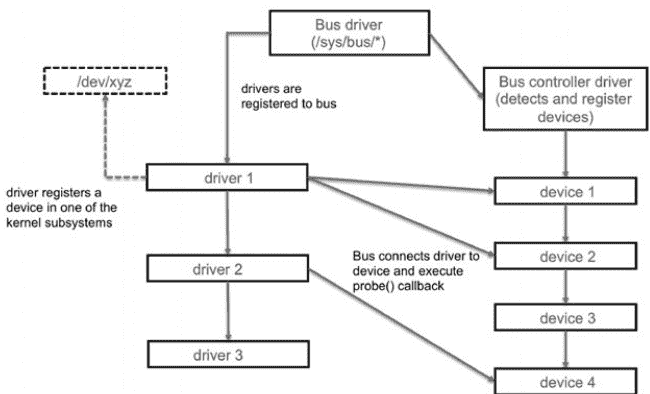 Bus driver
(/sys/bus/*)
/dev/xyz
drivers are
registered to bus
Bus controller driver
(detects and register
devices)
driver 1
device 1
driver registers a
device in one of the
kernel subsystems
driver 2
Bus connects driver to
device and execute
probe() callback
device 2
device 3
driver 3
device 4